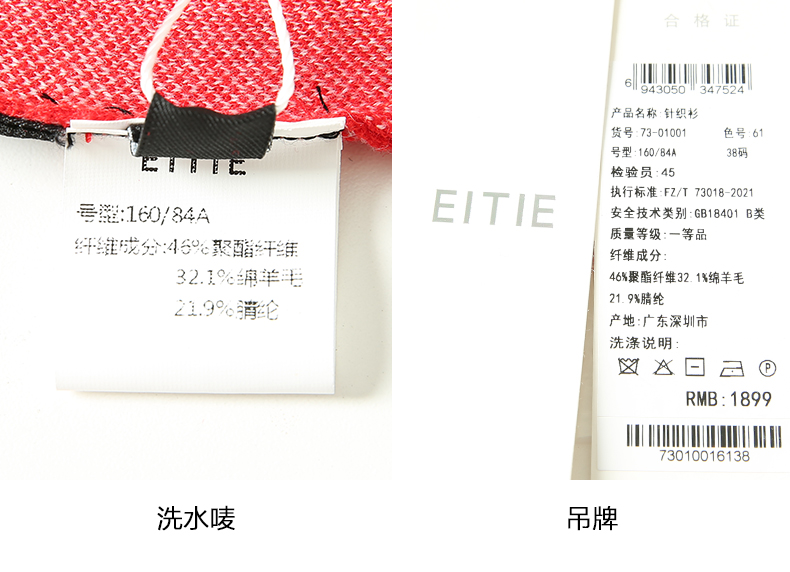 EITIE
号型:160/84A
纤维成分:46%聚酯纤维
32.1%绵羊毛
21.9%腈纶
洗水唛
EITIE
合格证
6 943050 347524
产品名称:针织衫
货号:73-01001 色号:61
号型:160/84A 38码
检验员:45
执行标准:FZ/T 73018-2021
安全技术类别:GB18401 B类
质量等级:一等品
纤维成分:
46%聚酯纤维32.1%绵羊毛
21.9%腈纶
产地:广东深圳市
洗涤说明:
P
RMB:1899
73010016138
吊牌